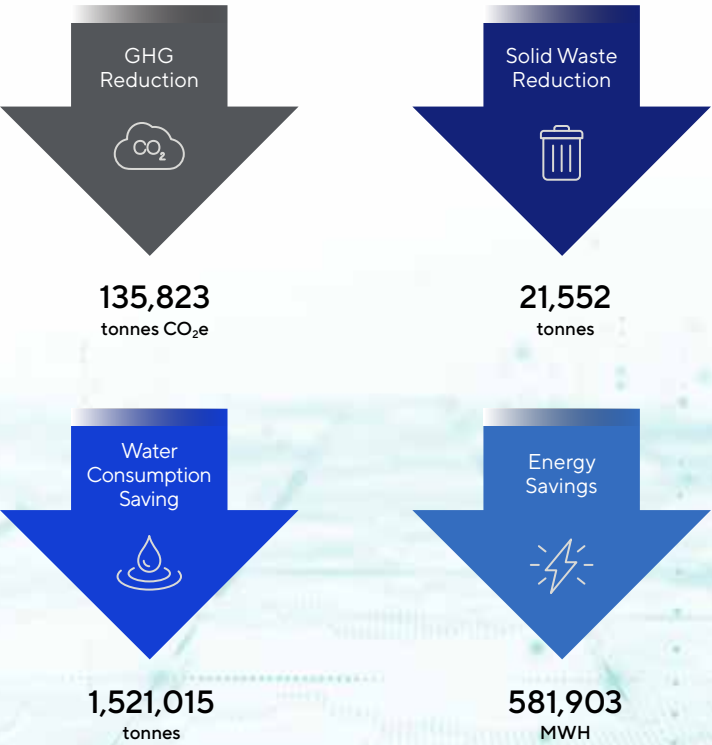 GHG
Reduction
CO₂
135,823
tonnes CO₂e
Solid Waste
Reduction
21,552
tonnes
Water
Consumption
Saving
1,521,015
tonnes
Energy
Savings
581,903
MWH